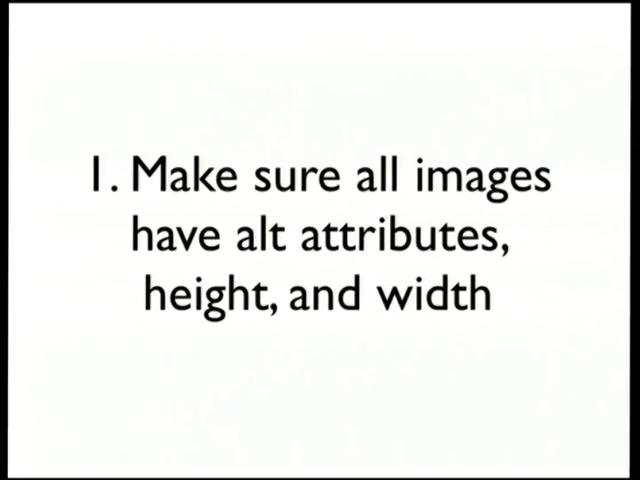 1. Make sure all images
have alt attributes,
height, and width